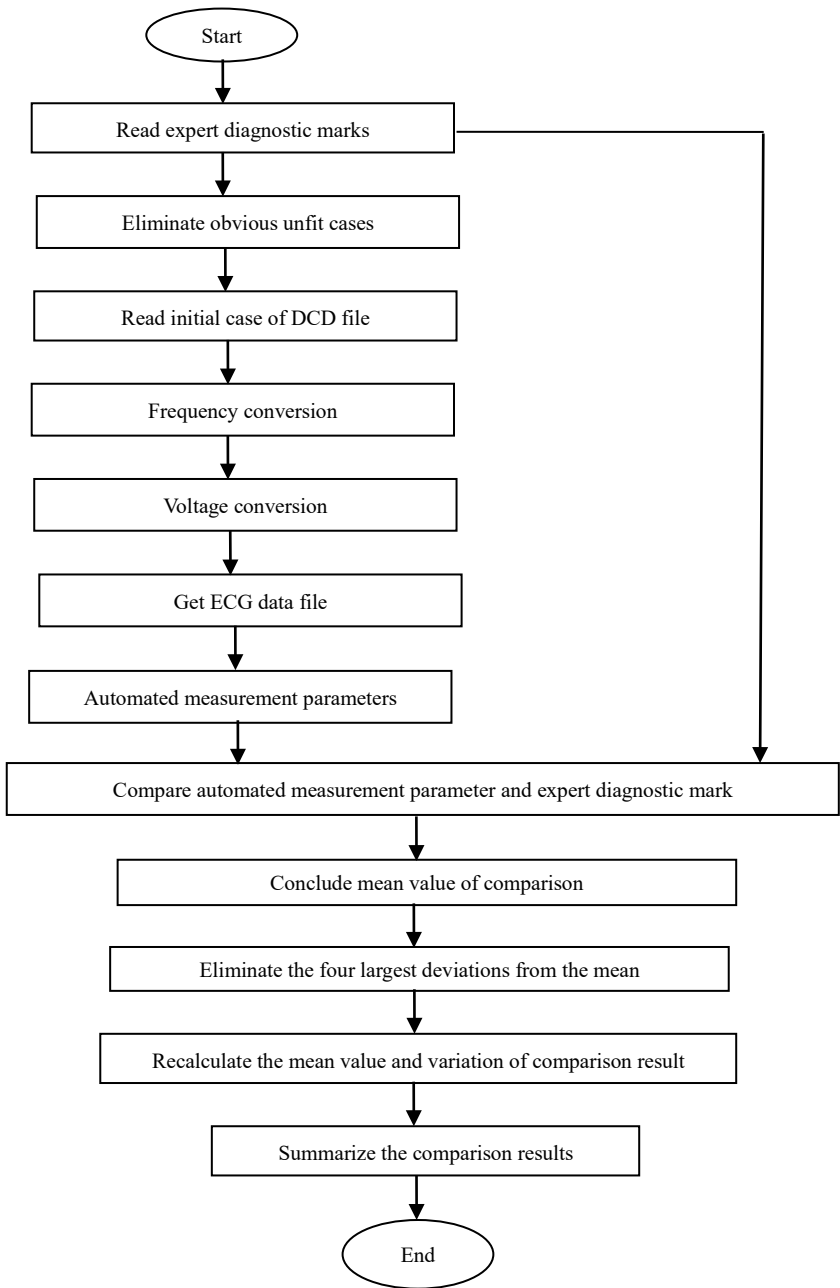 Start
Read expert diagnostic marks
Eliminate obvious unfit cases
Read initial case of DCD file
Frequency conversion
Voltage conversion
Get ECG data file
Automated measurement parameters
Compare automated measurement parameter and expert diagnostic mark
Conclude mean value of comparison
Eliminate the four largest deviations from the mean
Recalculate the mean value and variation of comparison result
Summarize the comparison results
End